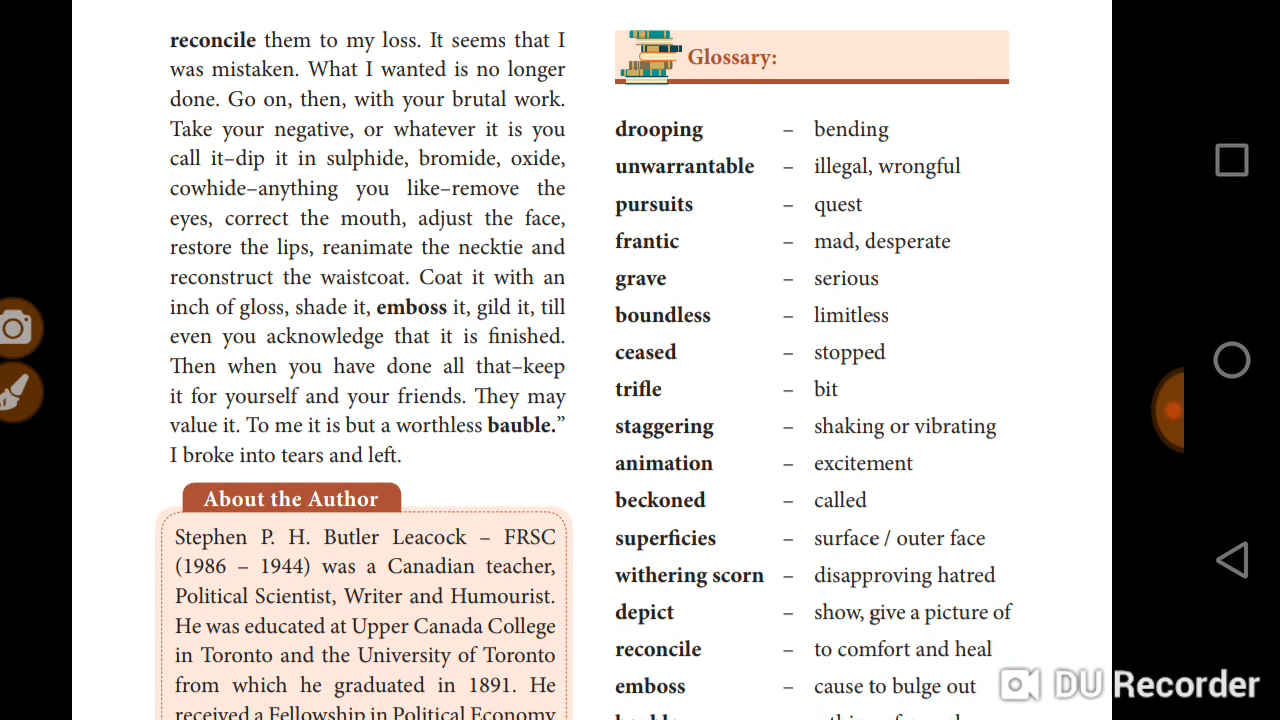 reconcile them to my loss. It seems that I
was mistaken. What I wanted is no longer
done. Go on, then, with your brutal work.
Take your negative, or whatever it is you
call it–dip it in sulphide, bromide, oxide,
cowhide–anything you like–remove the
eyes, correct the mouth, adjust the face,
restore the lips, reanimate the necktie and
reconstruct the waistcoat. Coat it with an
inch of gloss, shade it, emboss it, gild it, till
even you acknowledge that it is finished.
Then when you have done all that–keep
it for yourself and your friends. They may
value it. To me it is but a worthless bauble.”
I broke into tears and left.
About the Author
Stephen P. H. Butler Leacock – FRSC
(1986 – 1944) was a Canadian teacher,
Political Scientist, Writer and Humourist.
He was educated at Upper Canada College
in Toronto and the University of Toronto
from which he graduated in 1891. He
received a Fellowship in Political Economy
Glossary:
drooping – bending
unwarrantable – illegal, wrongful
pursuits – quest
frantic – mad, desperate
grave – serious
boundless – limitless
ceased – stopped
trifle – bit
staggering – shaking or vibrating
animation – excitement
beckoned – called
superficies – surface / outer face
withering scorn – disapproving hatred
depict – show, give a picture of
reconcile – to comfort and heal
emboss – cause to bulge out
DU Recorder